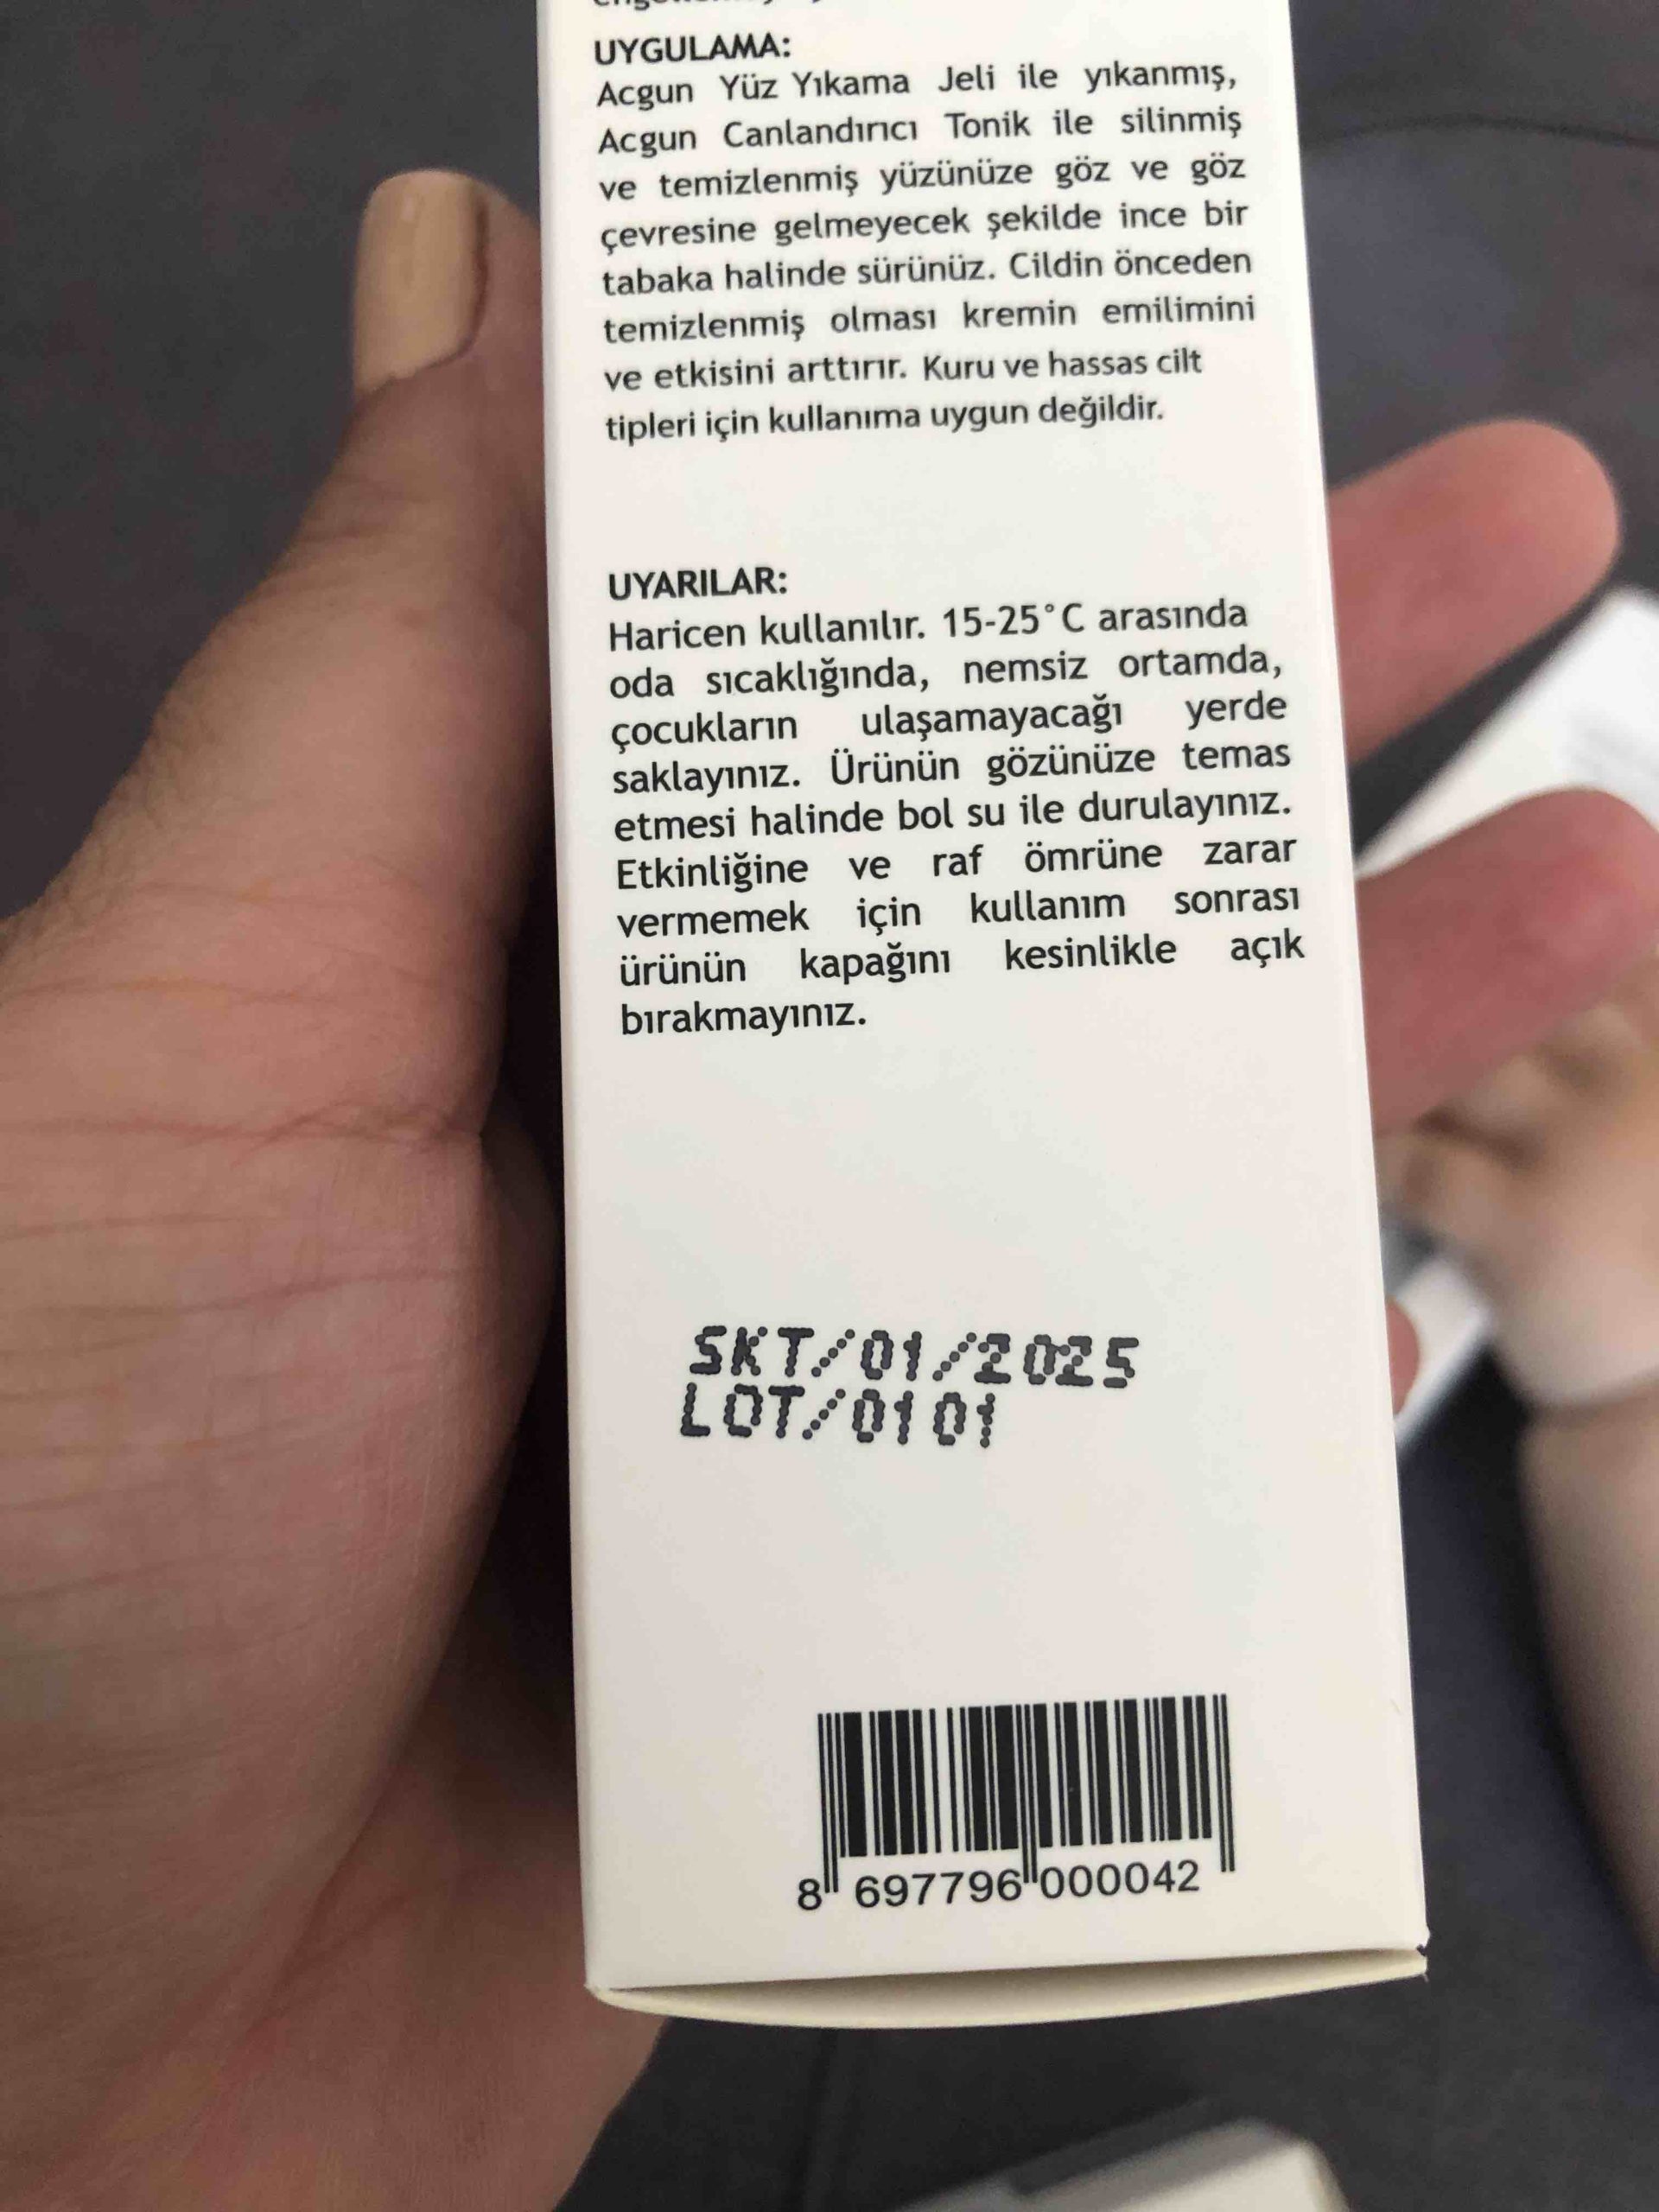 UYGULAMA:
Acgun Yüz Yıkama Jeli ile yıkanmış,
Acgun Canlandırıcı Tonik ile silinmiş
ve temizlenmiş yüzünüze göz ve göz
çevresine gelmeyecek şekilde ince bir
tabaka halinde sürünüz. Cildin önceden
temizlenmiş olması kremin emilimini
ve etkisini arttırır. Kuru ve hassas cilt
tipleri için kullanıma uygun değildir.
UYARILAR:
Haricen kullanılır. 15-25°C arasında
oda sıcaklığında, nemsiz ortamda,
çocukların ulaşamayacağı yerde
saklayınız. Ürünün gözünüze temas
etmesi halinde bol su ile durulayınız.
Etkinliğine ve raf ömrüne zarar
vermemek için kullanım sonrası
ürünün kapağını kesinlikle açık
bırakmayınız.
SKT/01/2025
LOT/0101
8 697796 000042